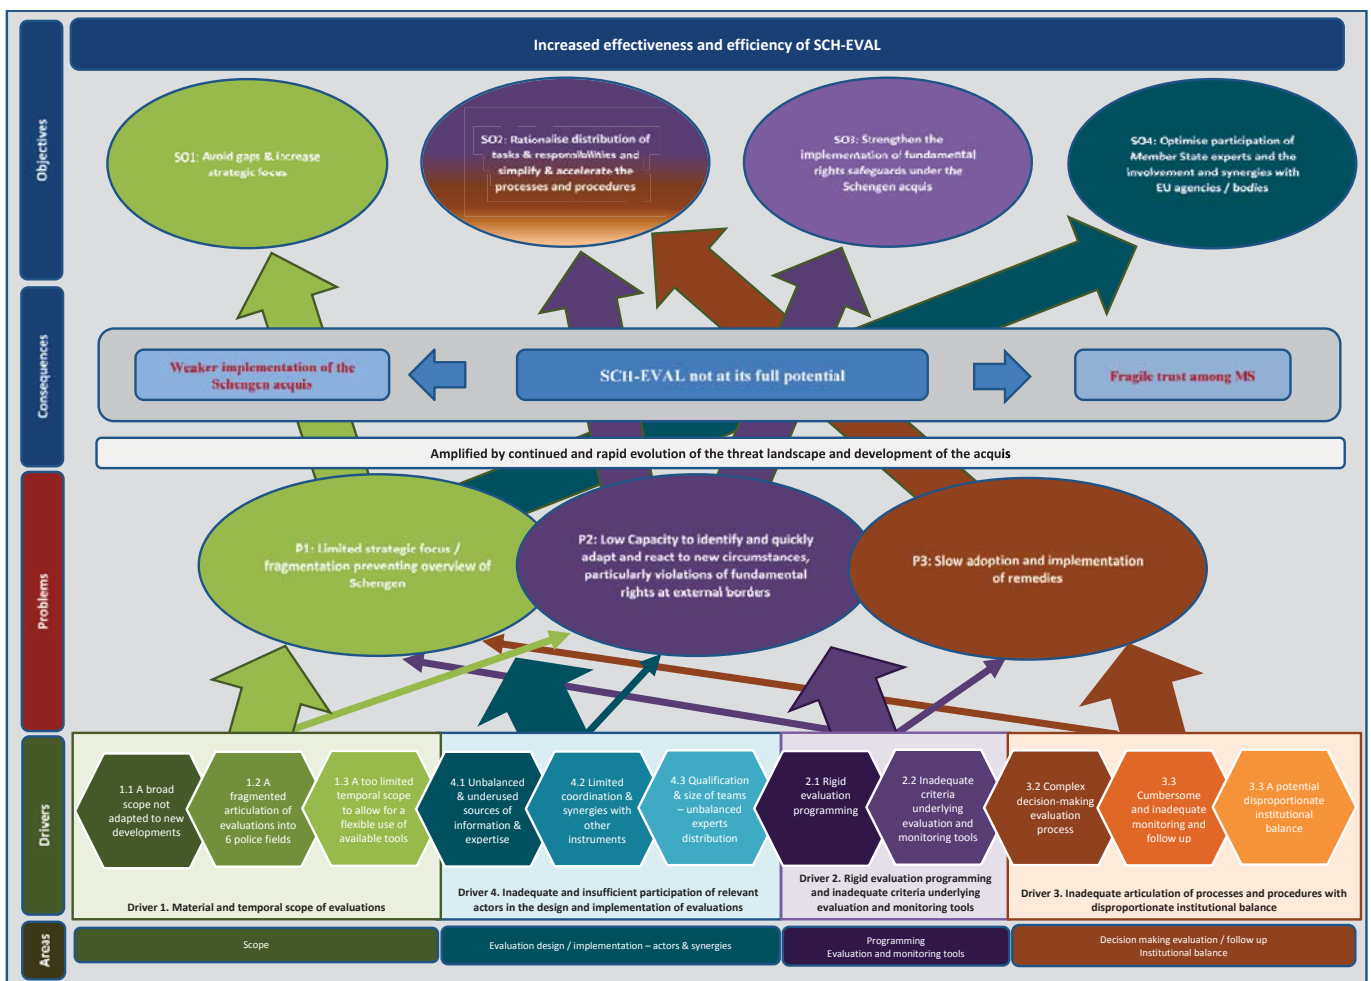 Objectives
Increased effectiveness and efficiency of SCH-EVAL
SO1: Avoid gaps & increase
strategic focus
SO2: Rationalise distribution of
tasks & responsibilities and
simplify & accelerate the
processes and procedures
SO3: Strengthen the
implementation of fundamental
rights safeguards under the
Schengen acquis
SO4: Optimise participation of
Member State experts and the
involvement and synergies with
EU agencies / bodies
Consequences
Weaker implementation of the
Schengen acquis
SCH-EVAL not at its full potential
Fragile trust among MS
Amplified by continued and rapid evolution of the threat landscape and development of the acquis
Problems
P1: Limited strategic focus /
fragmentation preventing overview of
Schengen
P2: Low Capacity to identify and quickly
adapt and react to new circumstances,
particularly violations of fundamental
rights at external borders
P3: Slow adoption and implementation
of remedies
Drivers
1.1 A broad
scope not
adapted to new
developments
1.2 A
fragmented
articulation of
evaluations into
6 police fields
1.3 A too limited
temporal scope
to allow for a
flexible use of
available tools
Driver 1. Material and temporal scope of evaluations
4.1 Unbalanced
& underused
sources of
information &
expertise
4.2 Limited
coordination &
synergies with
other
instruments
4.3 Qualification
& size of teams
– unbalanced
experts
distribution
Driver 4. Inadequate and insufficient participation of relevant
actors in the design and implementation of evaluations
2.1 Rigid
evaluation
programming
2.2 Inadequate
criteria
underlying
evaluation and
monitoring tools
Driver 2. Rigid evaluation programming
and inadequate criteria underlying
evaluation and monitoring tools
3.2 Complex
decision-making
evaluation
process
3.3
Cumbersome
and inadequate
monitoring and
follow up
3.3 A potential
disproportionate
institutional
balance
Driver 3. Inadequate articulation of processes and procedures with
disproportionate institutional balance
Areas
Scope
Evaluation design / implementation – actors & synergies
Programming
Evaluation and monitoring tools
Decision making evaluation / follow up
Institutional balance